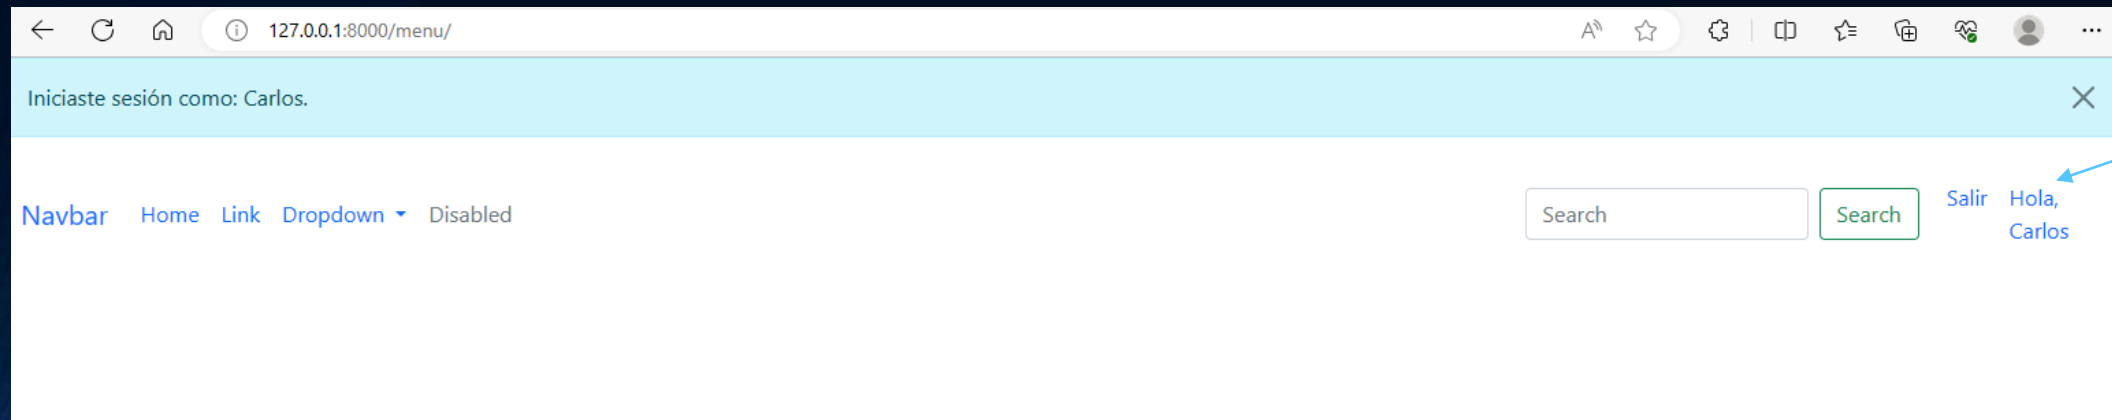 127.0.0.1:8000/menu/
Iniciaste sesión como: Carlos.
Navbar Home Link Dropdown Disabled Search Search Salir Hola,
Carlos